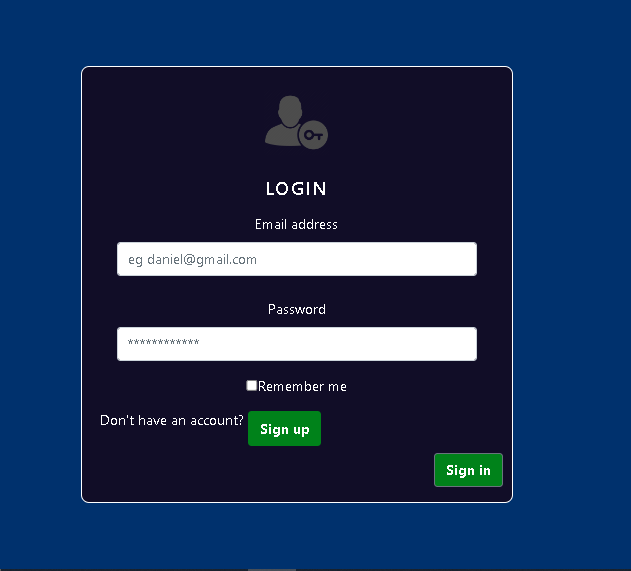 LOGIN
Email address
eg daniel@gmail.com
Password
************
Remember me
Don't have an account? Sign up
Sign in